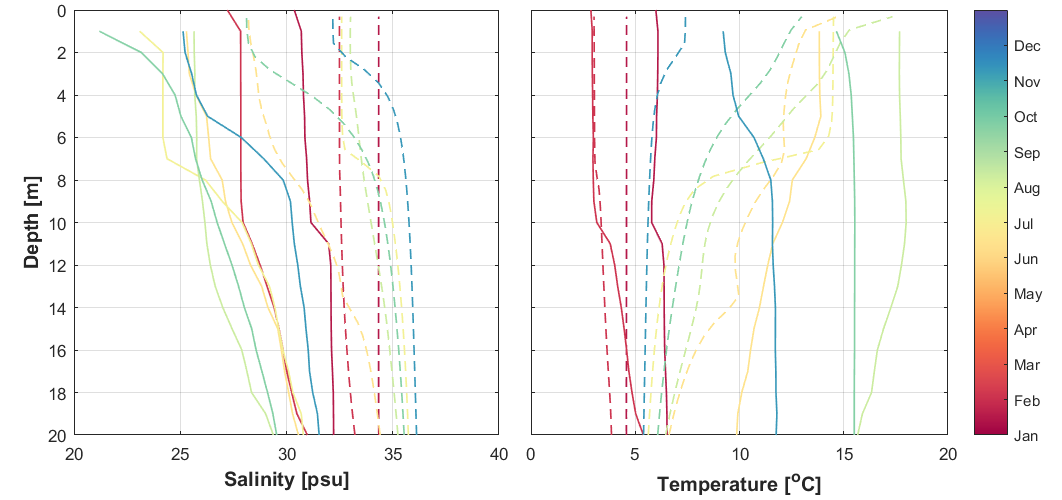 0
2
4
6
8
10
12
14
16
18
20
Depth [m]
20 25 30 35 40
Salinity [psu]
0 5 10 15 20
Temperature [°C]
Dec
Nov
Oct
Sep
Aug
Jul
Jun
May
Apr
Mar
Feb
Jan